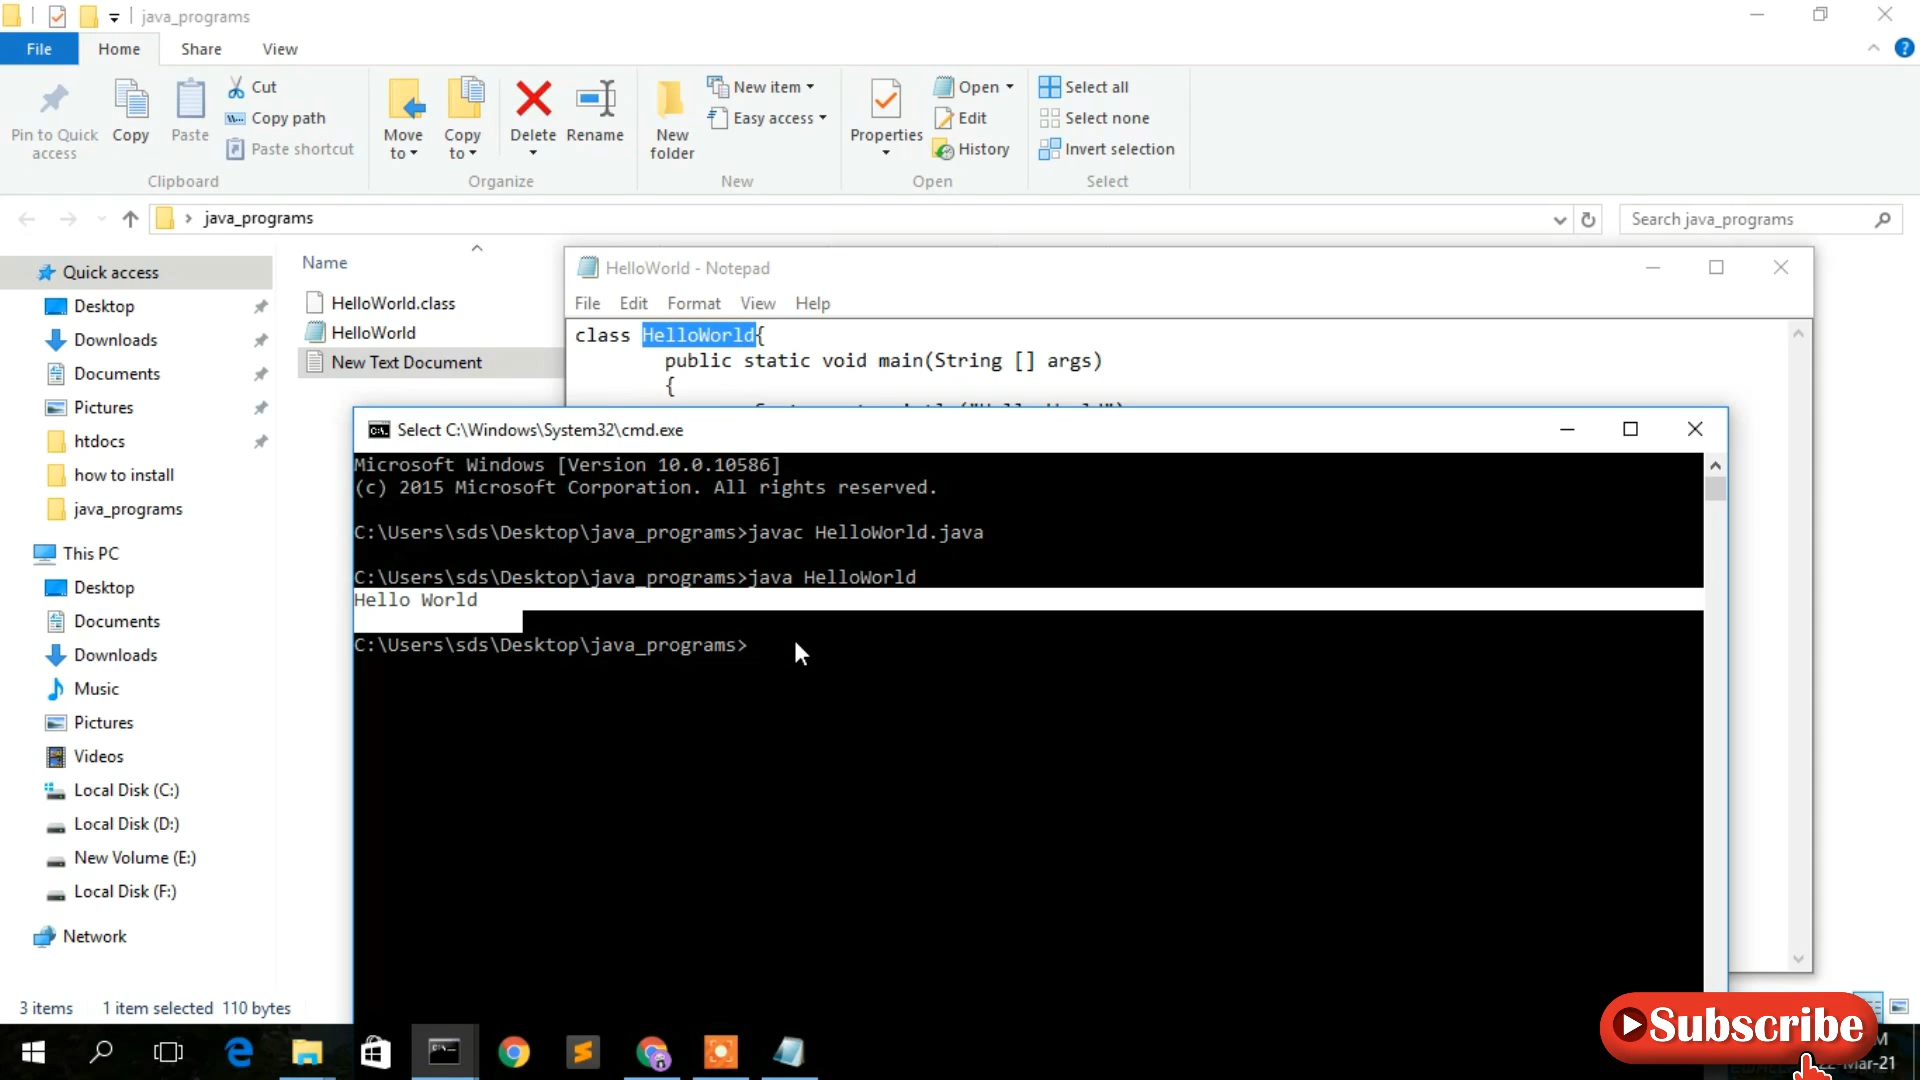 java_programs
File Home Share View
Pin to Quick access
Copy
Paste
Cut
Copy path
Paste shortcut
Clipboard
Move to
Copy to
Delete
Rename
Organize
New folder
New item
Easy access
New
Properties
Open
Edit
History
Open
Select all
Select none
Invert selection
Select
java_programs
Search java_programs
Quick access
Desktop
Downloads
Documents
Pictures
htdocs
how to install
java_programs
This PC
Desktop
Documents
Downloads
Music
Pictures
Videos
Local Disk (C:)
Local Disk (D:)
New Volume (E:)
Local Disk (F:)
Network
Name
HelloWorld.class
HelloWorld
New Text Document
HelloWorld - Notepad
File Edit Format View Help
class HelloWorld{
public static void main(String [] args)
{
Select C:\Windows\System32\cmd.exe
Microsoft Windows [Version 10.0.10586]
(c) 2015 Microsoft Corporation. All rights reserved.
C:\Users\sds\Desktop\java_programs>javac HelloWorld.java
C:\Users\sds\Desktop\java_programs>java HelloWorld
Hello World
C:\Users\sds\Desktop\java_programs>
3 items 1 item selected 110 bytes
Subscribe